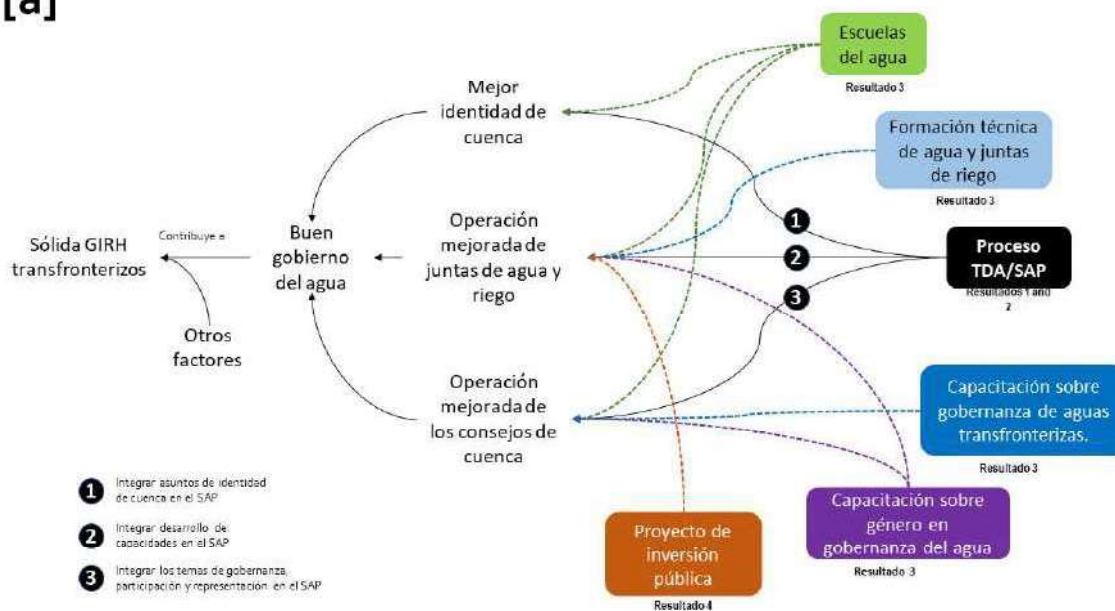 [a]
Escuelas
del agua
Resultado 3
Mejor
identidad de
cuenca
Formación técnica
de agua y juntas
de riego
Resultado 3
Sólida GIRH
transfronterizos
Contribuye a
Buen
gobierno
del agua
Operación
mejorada de
juntas de agua y
riego
1
2
3
Proceso
TDA/SAP
Resultados 1 and
2
Otros
factores
Operación
mejorada de
los consejos de
cuenca
Capacitación sobre
gobernanza de aguas
transfronterizas.
Resultado 3
1 Integrar asuntos de identidad
de cuenca en el SAP
2 Integrar desarrollo de
capacidades en el SAP
3 Integrar los temas de gobernanza,
participación y representación en el SAP
Proyecto de
inversión
pública
Resultado 4
Capacitación sobre
género en
gobernanza del agua
Resultado 3